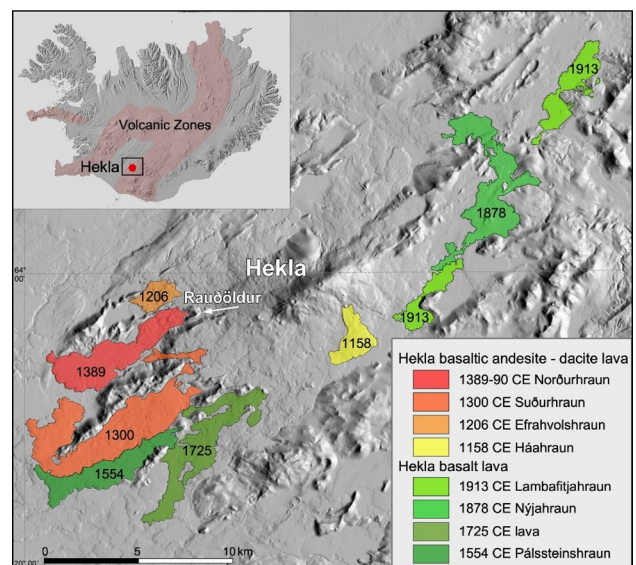 Volcanic Zones
Hekla
1913
1878
64
00'
Hekla
1206
Rauðöldur
1913
1158
1389
1300
1725
1554
Hekla basaltic andesite - dacite lava
1389-90 CE Norðurhraun
1300 CE Suðurhraun
1206 CE Efrahvolshraun
1158 CE Háahraun
Hekla basalt lava
1913 CE Lambafitjahraun
1878 CE Nýjahraun
1725 CE lava
1554 CE Pálssteinshraun
0 5 10 km
20° 00'